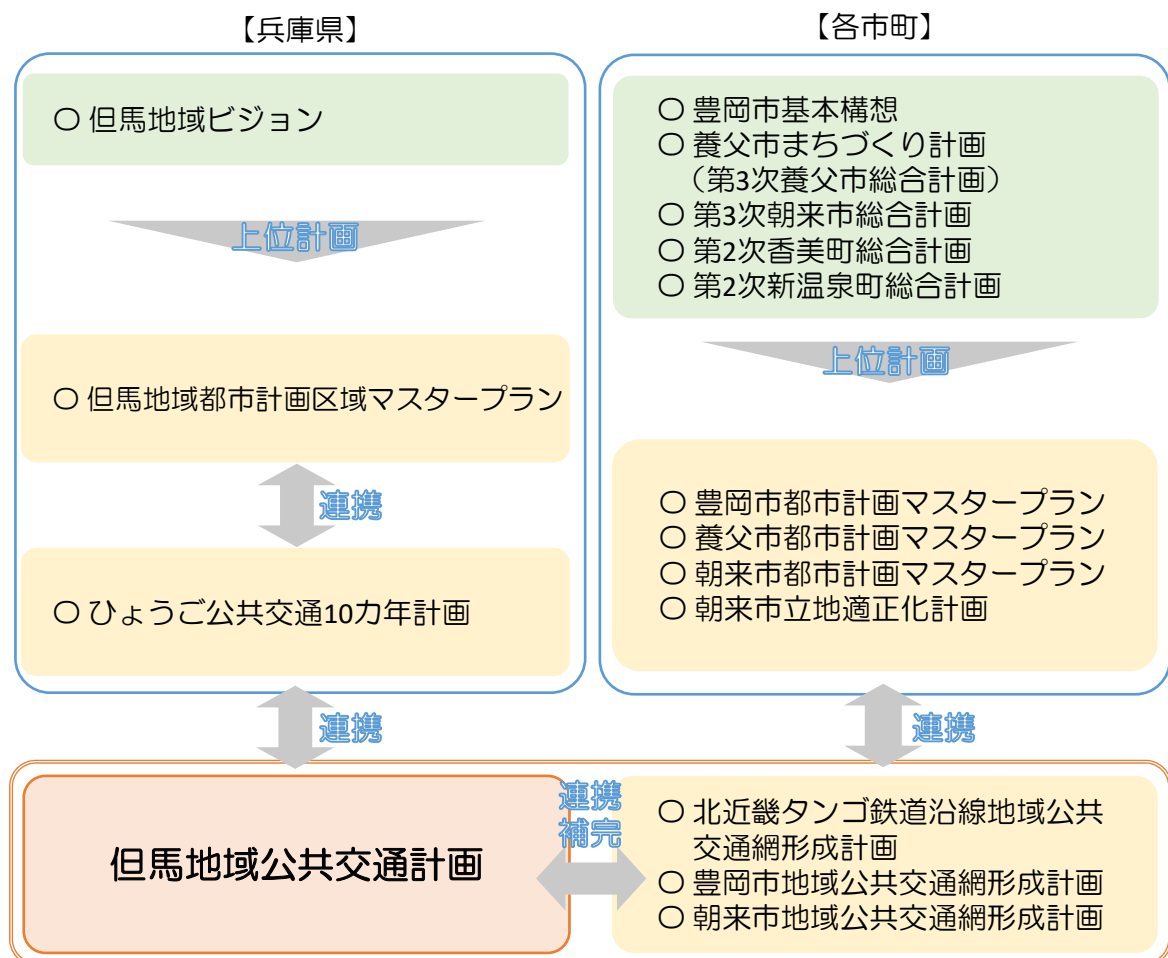 【兵庫県】
〇 但馬地域ビジョン
上位計画
〇 但馬地域都市計画区域マスタープラン
連携
〇 ひょうご公共交通10カ年計画
連携
【各市町】
〇 豊岡市基本構想
〇 養父市まちづくり計画
（第3次養父市総合計画）
〇 第3次朝来市総合計画
〇 第2次香美町総合計画
〇 第2次新温泉町総合計画
上位計画
〇 豊岡市都市計画マスタープラン
〇 養父市都市計画マスタープラン
〇 朝来市都市計画マスタープラン
〇 朝来市立地適正化計画
連携
但馬地域公共交通計画
連携
補完
〇 北近畿タンゴ鉄道沿線地域公共
交通網形成計画
〇 豊岡市地域公共交通網形成計画
〇 朝来市地域公共交通網形成計画